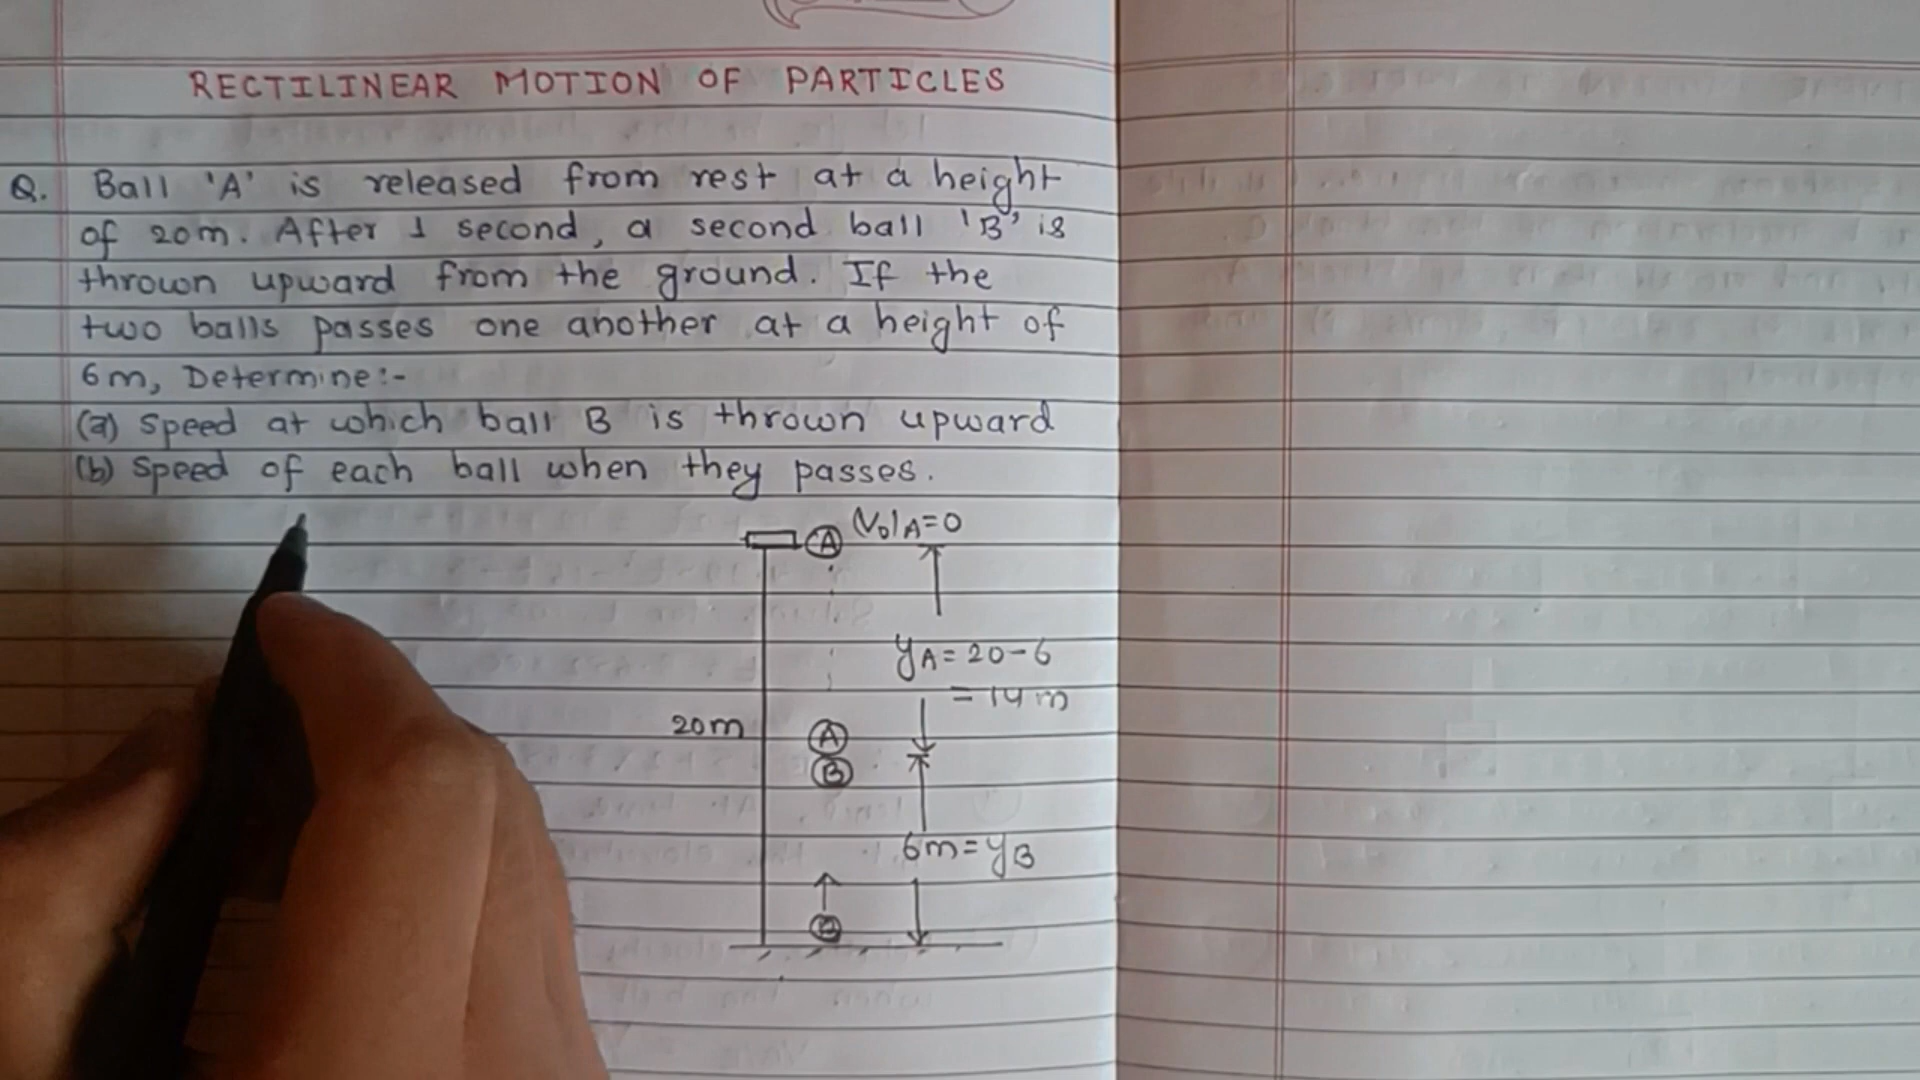 RECTILINEAR MOTION OF PARTICLES
Q. Ball 'A' is released from rest at a height
of 20m. After 1 second, a second ball 'B' is
thrown upward from the ground. If the
two balls passes one another at a height of
6m, Determine:-
(a) Speed at which ball B is thrown upward
(b) Speed of each ball when they passes.
A (V₀)A=0
yA=20-6
=14m
20m
A
B
6m=yB
B